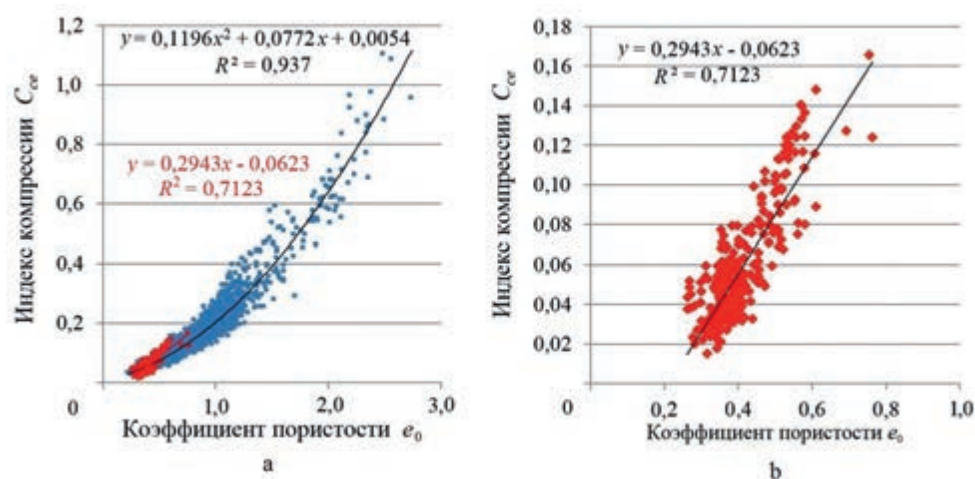 1,2
1,0
0,8
0,6
0,4
0,2
0
1,0
2,0
3,0
Индекс компрессии C_ce
y = 0,1196x² + 0,0772x + 0,0054
R² = 0,937
y = 0,2943x - 0,0623
R² = 0,7123
Коэффициент пористости e₀
a
0,18
0,16
0,14
0,12
0,10
0,08
0,06
0,04
0,02
0
0,2
0,4
0,6
0,8
1,0
Индекс компрессии C_ce
y = 0,2943x - 0,0623
R² = 0,7123
Коэффициент пористости e₀
b